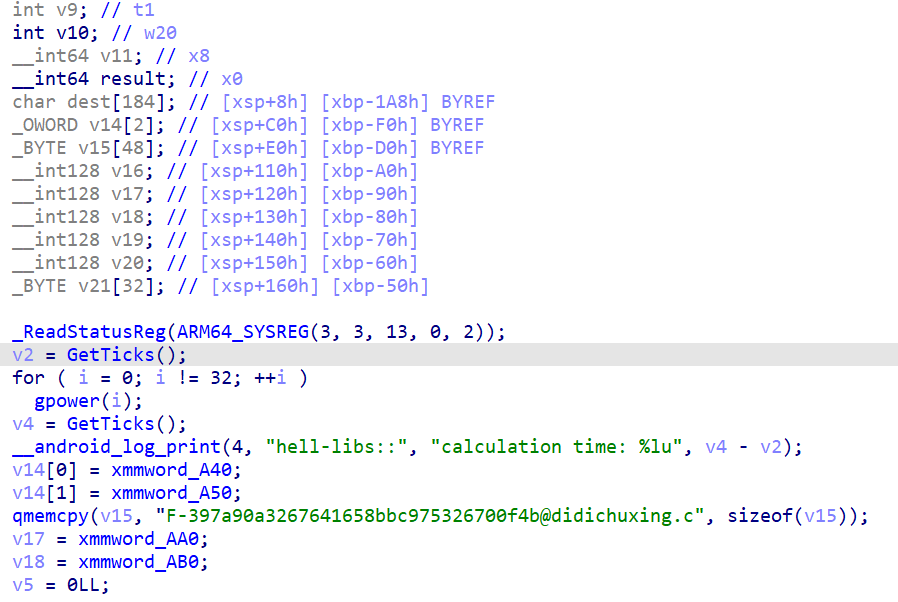 int v9; // t1
int v10; // w20
__int64 v11; // x8
__int64 result; // x0
char dest[184]; // [xsp+8h] [xbp-1A8h] BYREF
_OWORD v14[2]; // [xsp+C0h] [xbp-F0h] BYREF
_BYTE v15[48]; // [xsp+E0h] [xbp-D0h] BYREF
__int128 v16; // [xsp+110h] [xbp-A0h]
__int128 v17; // [xsp+120h] [xbp-90h]
__int128 v18; // [xsp+130h] [xbp-80h]
__int128 v19; // [xsp+140h] [xbp-70h]
__int128 v20; // [xsp+150h] [xbp-60h]
_BYTE v21[32]; // [xsp+160h] [xbp-50h]
_ReadStatusReg(ARM64_SYSREG(3, 3, 13, 0, 2));
v2 = GetTicks();
for ( i = 0; i != 32; ++i )
gpower(i);
v4 = GetTicks();
__android_log_print(4, "hell-libs::", "calculation time: %lu", v4 - v2);
v14[0] = xmmword_A40;
v14[1] = xmmword_A50;
qmemcpy(v15, "F-397a90a3267641658bbc975326700f4b@didichuxing.c", sizeof(v15));
v17 = xmmword_AA0;
v18 = xmmword_AB0;
v5 = 0LL;